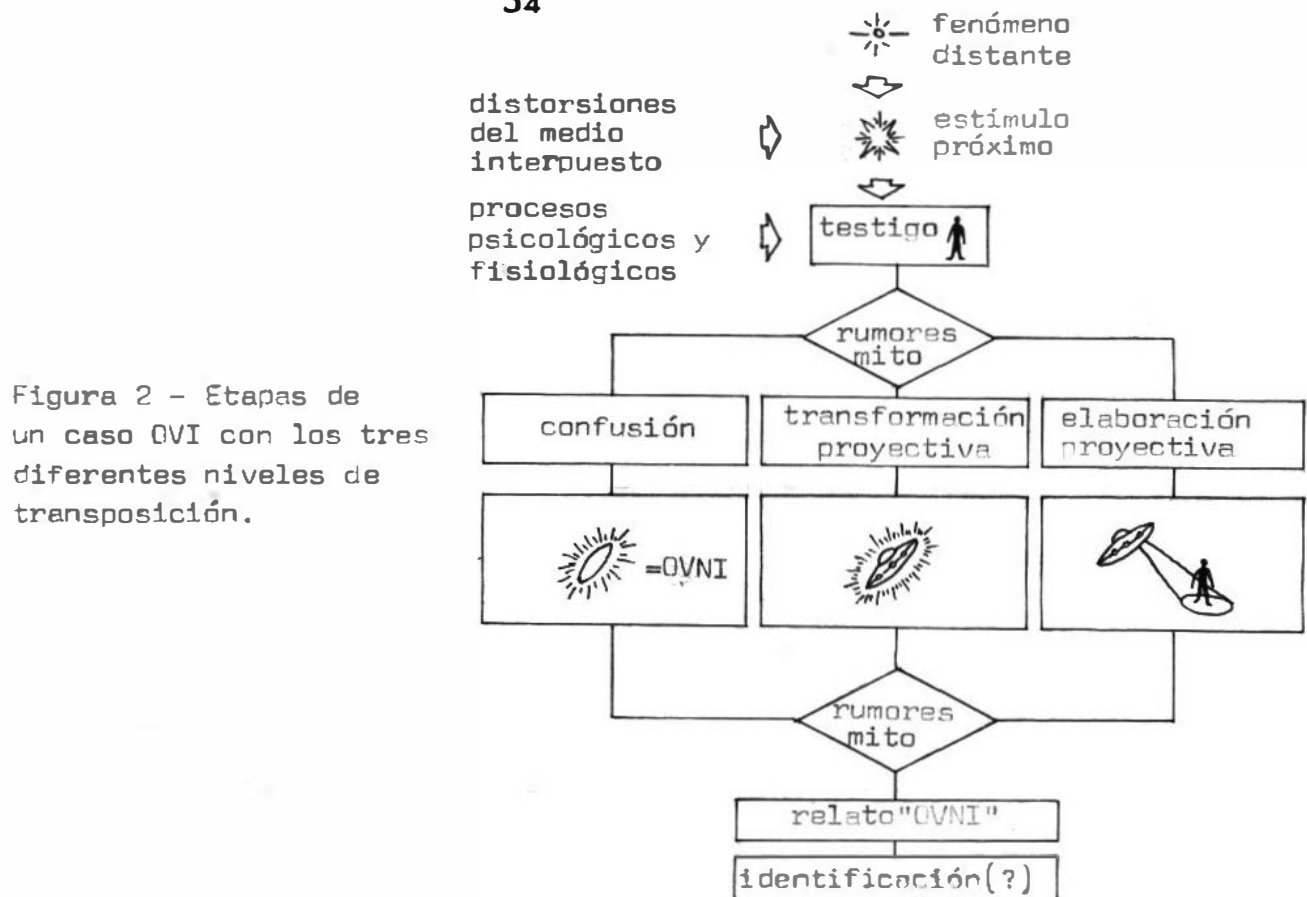 fenómeno
distante
distorsiones
del medio
interpuesto
estímulo
próximo
procesos
psicológicos y
fisiológicos
testigo
rumores
mito
Figura 2 - Etapas de
un caso OVI con los tres
diferentes niveles de
transposición.
confusión
transformación
proyectiva
elaboración
proyectiva
=OVNI
rumores
mito
relato"OVNI"
identificación(?)